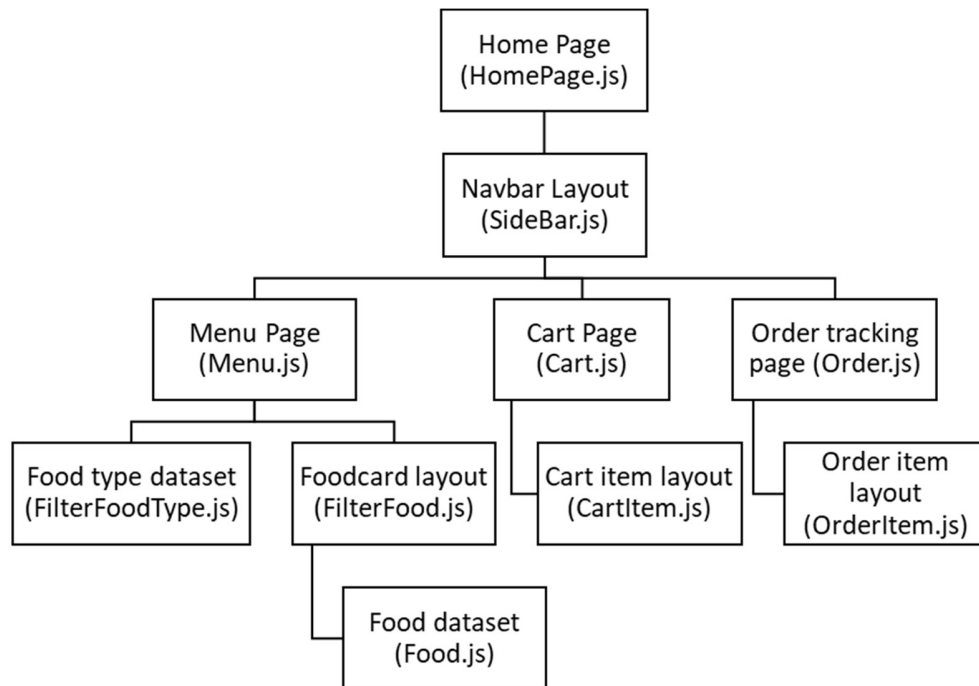 Home Page
(HomePage.js)
Navbar Layout
(SideBar.js)
Menu Page
(Menu.js)
Cart Page
(Cart.js)
Order tracking
page (Order.js)
Food type dataset
(FilterFoodType.js)
Foodcard layout
(FilterFood.js)
Cart item layout
(CartItem.js)
Order item
layout
(OrderItem.js)
Food dataset
(Food.js)